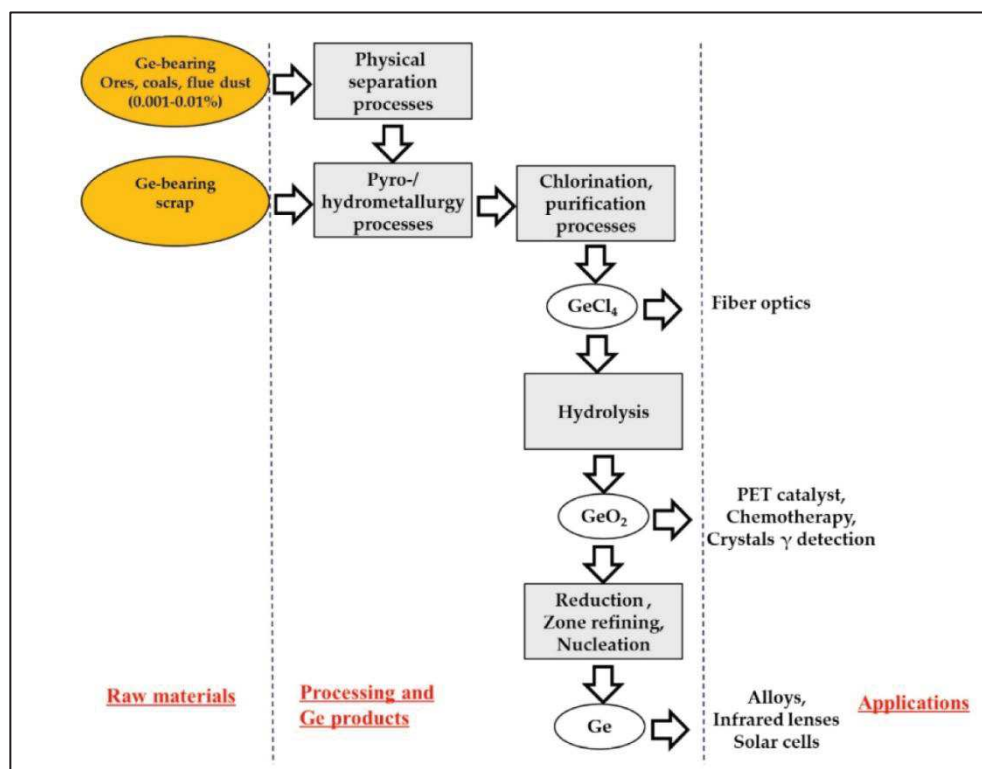 Ge-bearing
Ores, coals, flue dust
(0.001-0.01%)
Physical
separation
processes
Ge-bearing
scrap
Pyro-/
hydrometallurgy
processes
Chlorination,
purification
processes
GeCl₄
Fiber optics
Hydrolysis
GeO₂
PET catalyst,
Chemotherapy,
Crystals γ detection
Reduction ,
Zone refining,
Nucleation
Raw materials
Processing and
Ge products
Ge
Alloys,
Infrared lenses
Solar cells
Applications